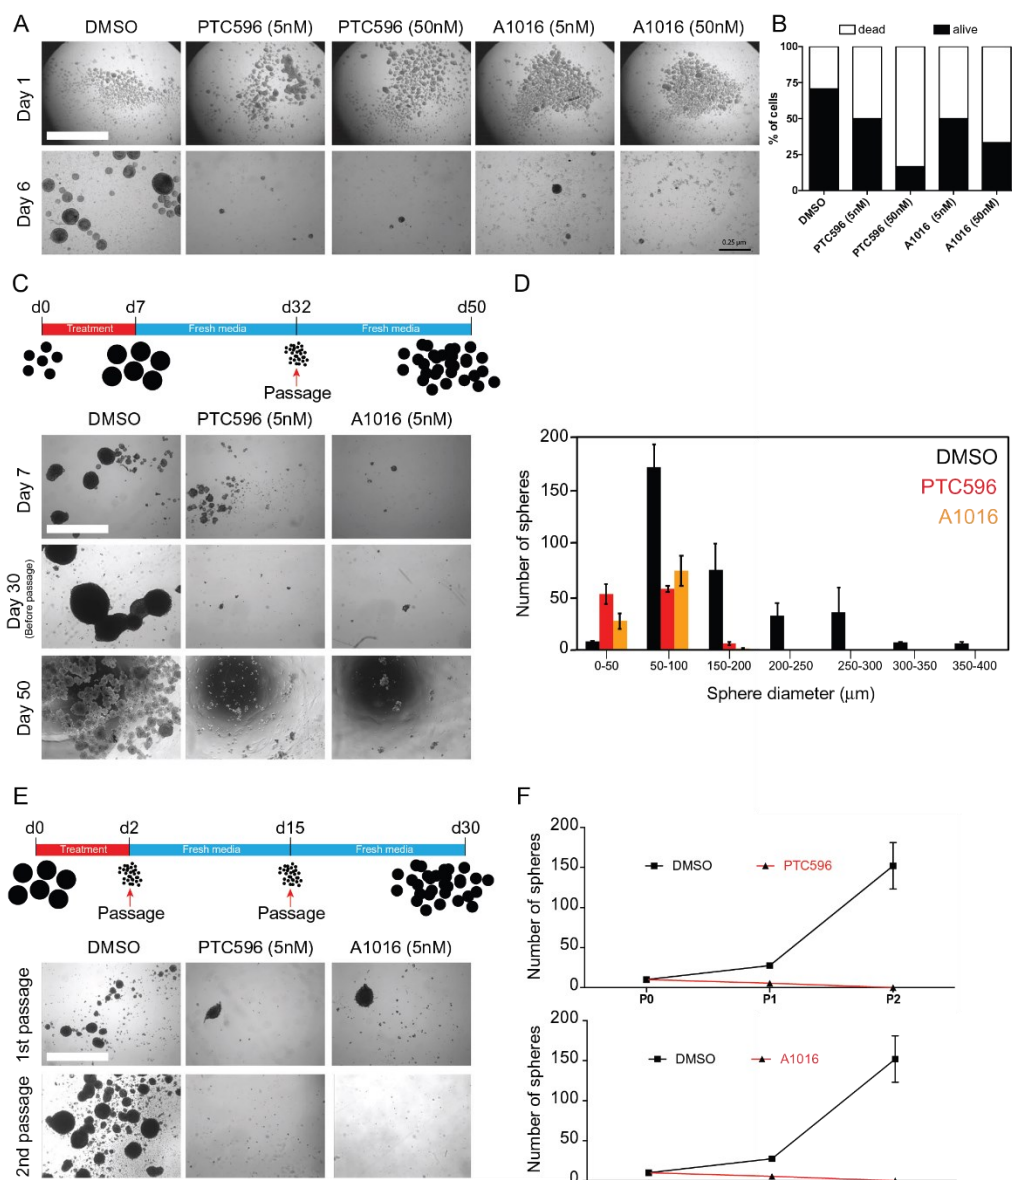 A
DMSO
PTC596 (5nM)
PTC596 (50nM)
A1016 (5nM)
A1016 (50nM)
Day 1
Day 6
0.25 µm
B
dead
alive
% of cells
100
75
50
25
0
DMSO
PTC596 (5nM)
PTC596 (50nM)
A1016 (5nM)
A1016 (50nM)
C
d0
d7
d32
d50
Treatment
Fresh media
Fresh media
Passage
DMSO
PTC596 (5nM)
A1016 (5nM)
Day 7
Day 30
(Before passage)
Day 50
D
Number of spheres
200
150
100
50
0
DMSO
PTC596
A1016
0-50
50-100
150-200
200-250
250-300
300-350
350-400
Sphere diameter (µm)
E
d0
d2
d15
d30
Treatment
Fresh media
Fresh media
Passage
Passage
DMSO
PTC596 (5nM)
A1016 (5nM)
1st passage
2nd passage
F
Number of spheres
200
150
100
50
0
DMSO
PTC596
P0
P1
P2
Number of spheres
200
150
100
50
0
DMSO
A1016